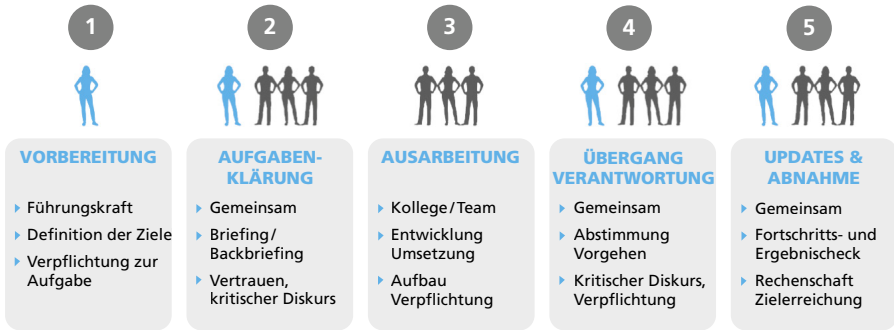 1
2
3
4
5
VORBEREITUNG
Führungskraft
Definition der Ziele
Verpflichtung zur
Aufgabe
AUFGABEN-
KLÄRUNG
Gemeinsam
Briefing/
Backbriefing
Vertrauen,
kritischer Diskurs
AUSARBEITUNG
Kollege/Team
Entwicklung
Umsetzung
Aufbau
Verpflichtung
ÜBERGANG
VERANTWORTUNG
Gemeinsam
Abstimmung
Vorgehen
Kritischer Diskurs,
Verpflichtung
UPDATES &
ABNAHME
Gemeinsam
Fortschritts- und
Ergebnischeck
Rechenschaft
Zielerreichung